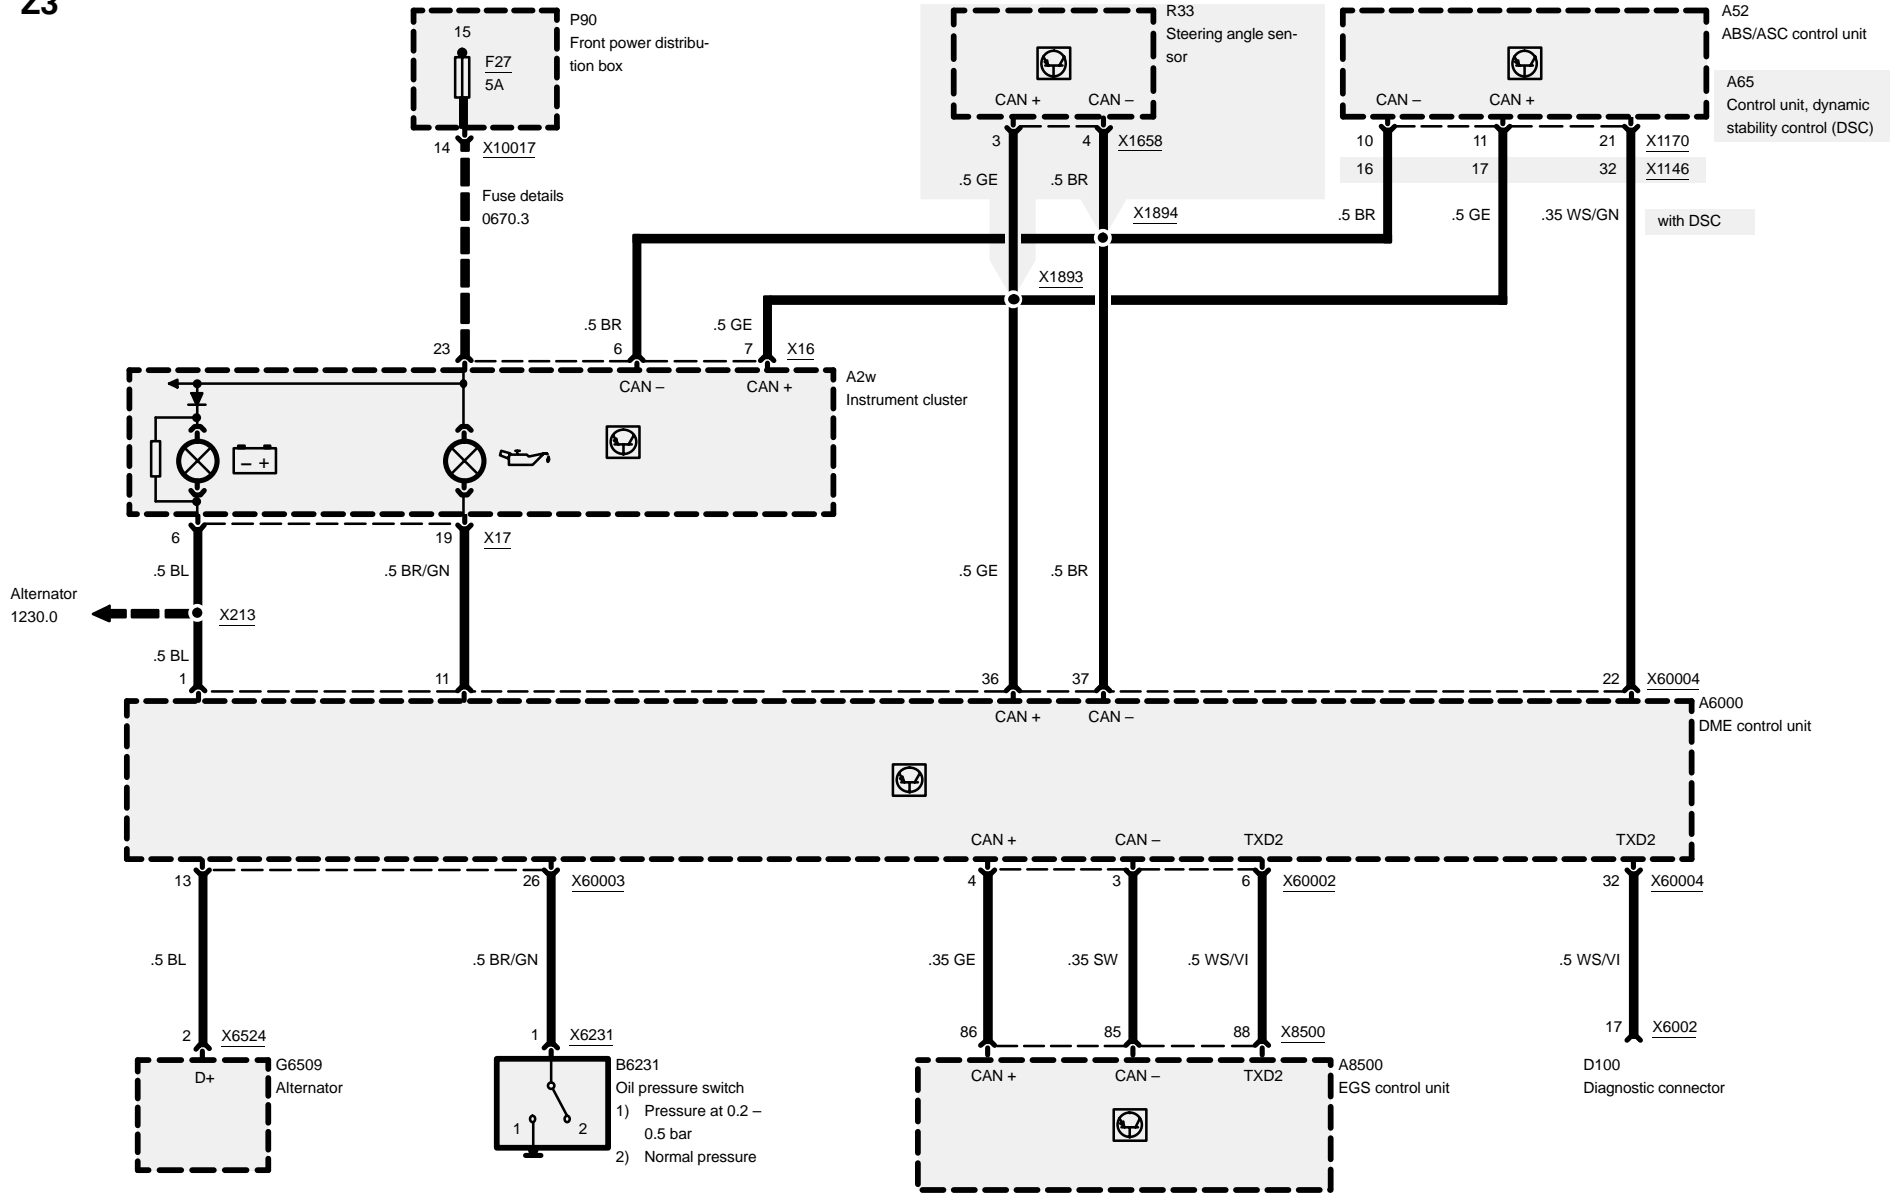 Z3
15
F27
5A
P90
Front power distribu-
tion box
14 X10017
Fuse details
0670.3
R33
Steering angle sen-
sor
CAN + CAN –
3 4 X1658
.5 GE .5 BR
A52
ABS/ASC control unit
A65
Control unit, dynamic
stability control (DSC)
CAN – CAN +
10 11 21 X1170
16 17 32 X1146
.5 BR .5 GE .35 WS/GN
with DSC
X1894
X1893
.5 BR .5 GE
23 6 7 X16
CAN – CAN +
A2w
Instrument cluster
– +
6 19 X17
.5 BL .5 BR/GN .5 GE .5 BR
Alternator
1230.0
X213
.5 BL
1 11 36 37 22 X60004
CAN + CAN –
A6000
DME control unit
CAN + CAN – TXD2 TXD2
13 26 X60003 4 3 6 X60002 32 X60004
.5 BL .5 BR/GN .35 GE .35 SW .5 WS/VI .5 WS/VI
2 X6524 1 X6231 86 85 88 X8500 17 X6002
D+
G6509
Alternator
1 2
B6231
Oil pressure switch
1) Pressure at 0.2 –
0.5 bar
2) Normal pressure
CAN + CAN – TXD2
A8500
EGS control unit
D100
Diagnostic connector